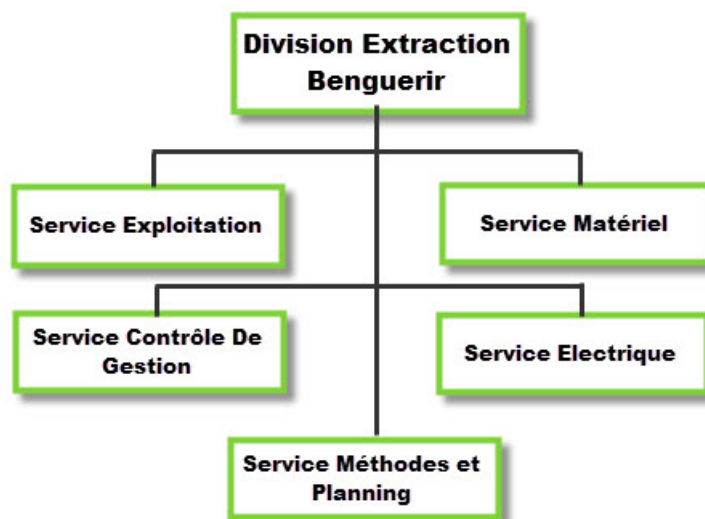 Division Extraction
Benguerir
Service Exploitation
Service Matériel
Service Contrôle De
Gestion
Service Electrique
Service Méthodes et
Planning